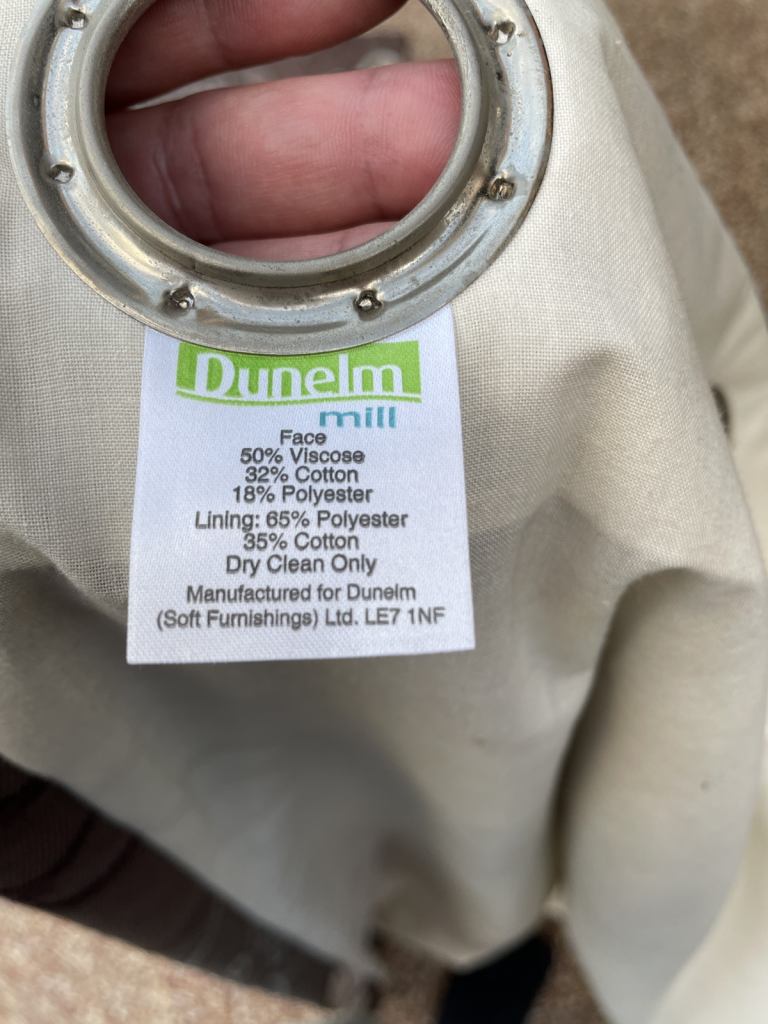 Dunelm
mill
Face
50% Viscose
32% Cotton
18% Polyester
Lining: 65% Polyester
35% Cotton
Dry Clean Only
Manufactured for Dunelm
(Soft Furnishings) Ltd. LE7 1NF